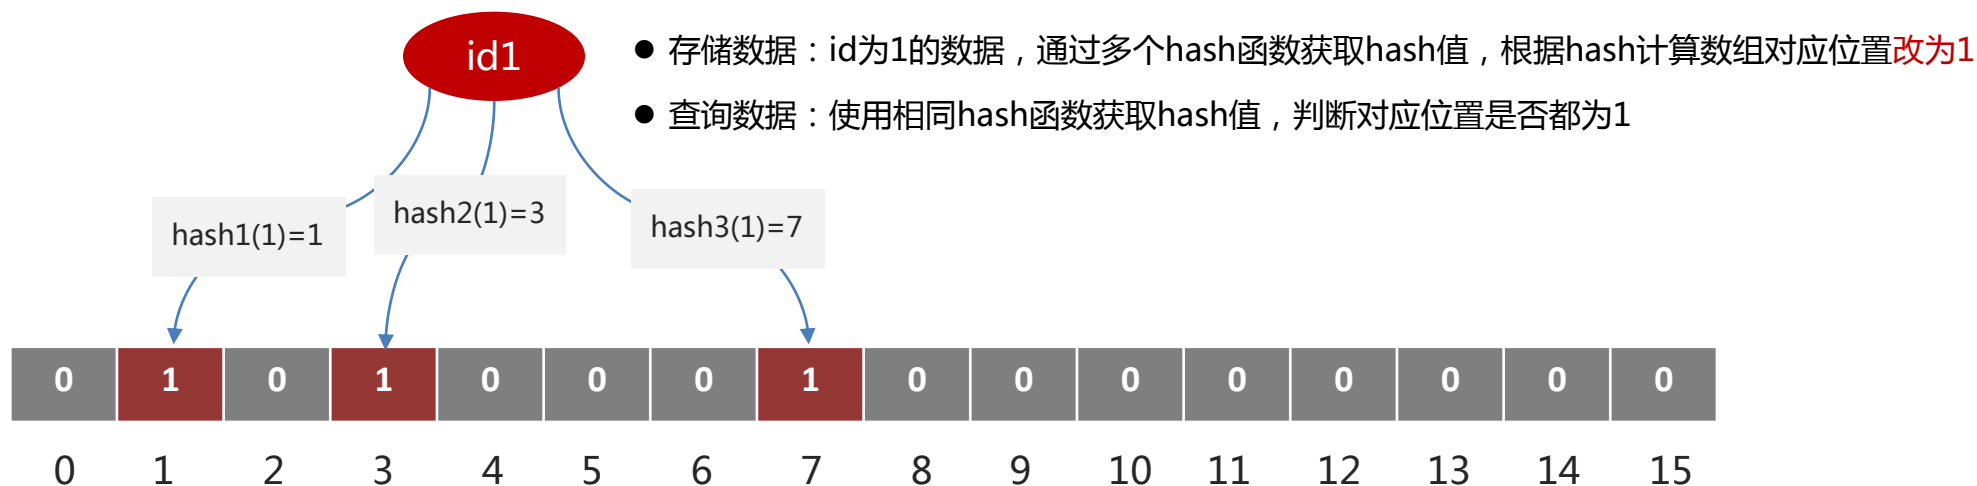 id1
● 存储数据：id为1的数据，通过多个hash函数获取hash值，根据hash计算数组对应位置改为1
● 查询数据：使用相同hash函数获取hash值，判断对应位置是否都为1
hash1(1)=1
hash2(1)=3
hash3(1)=7
0 1 0 1 0 0 0 1 0 0 0 0 0 0 0 0
0 1 2 3 4 5 6 7 8 9 10 11 12 13 14 15